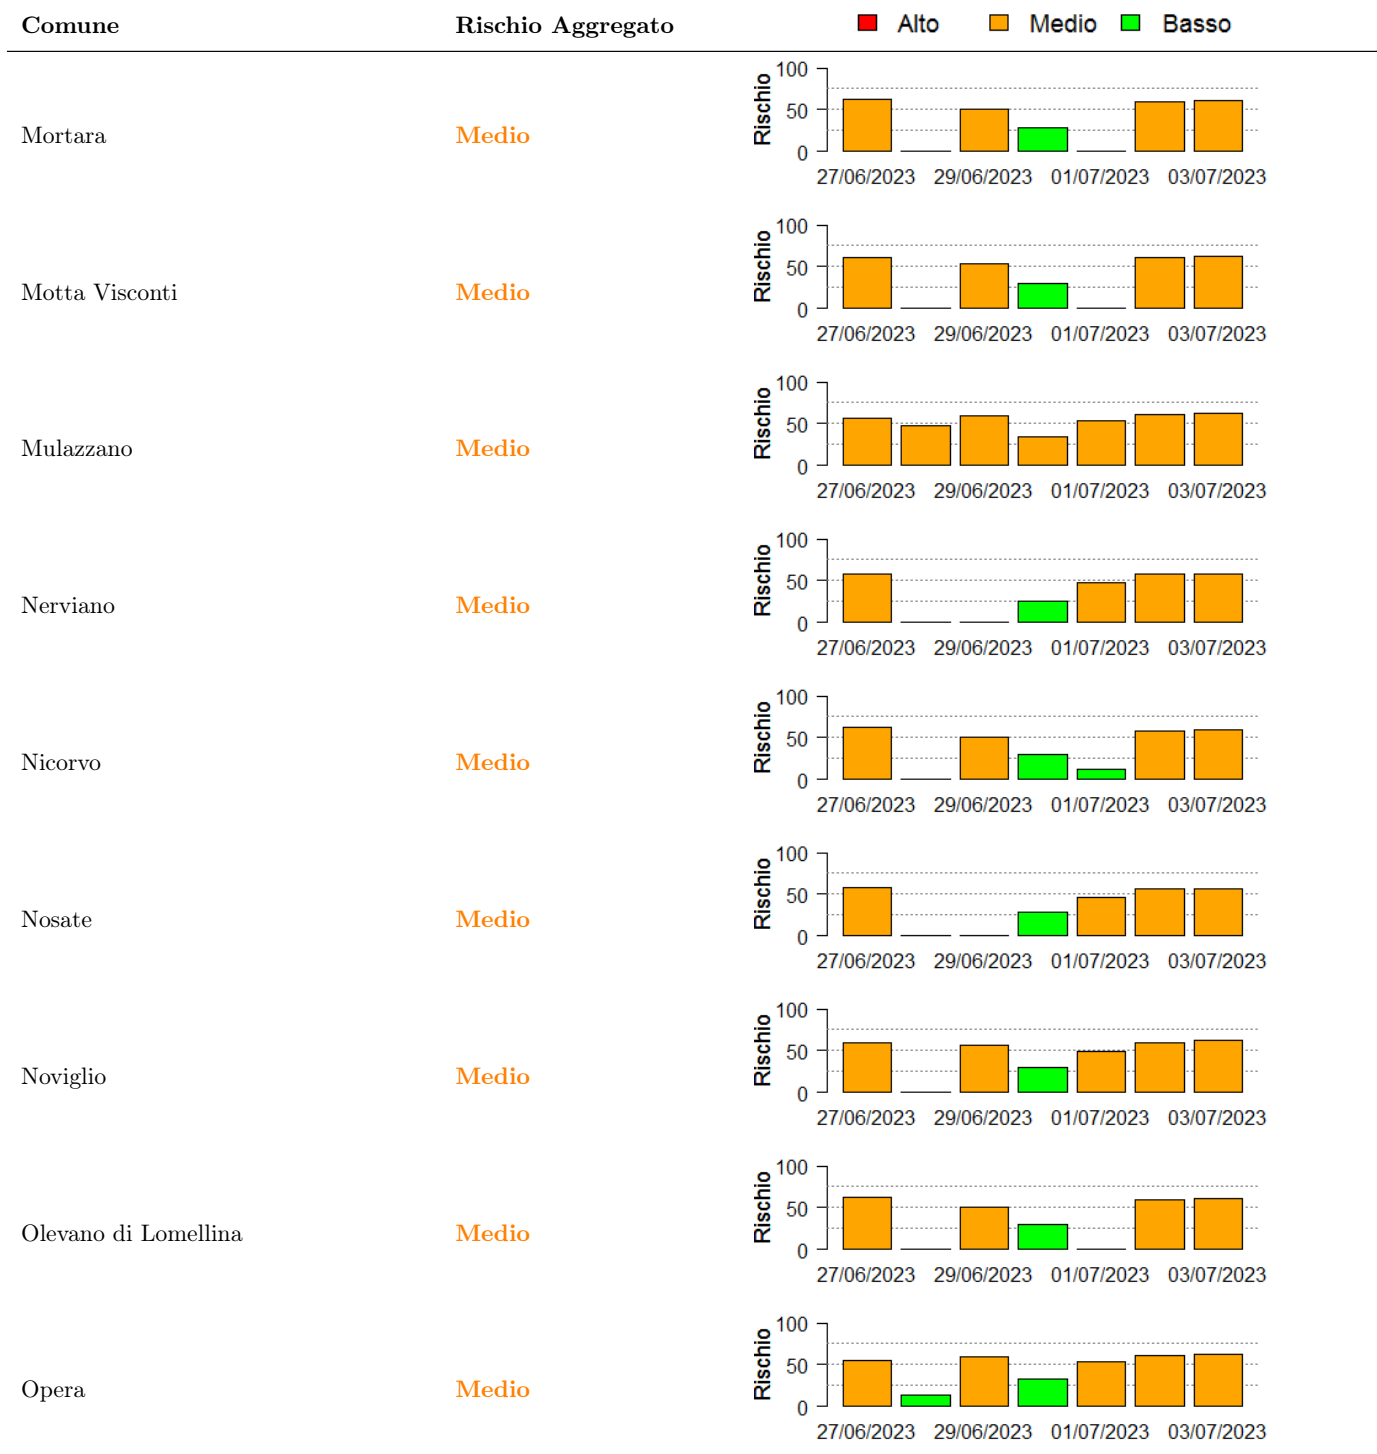 Comune Rischio Aggregato Alto Medio Basso
Mortara Medio Rischio 100 50 0
27/06/2023 29/06/2023 01/07/2023 03/07/2023
Motta Visconti Medio Rischio 100 50 0
27/06/2023 29/06/2023 01/07/2023 03/07/2023
Mulazzano Medio Rischio 100 50 0
27/06/2023 29/06/2023 01/07/2023 03/07/2023
Nerviano Medio Rischio 100 50 0
27/06/2023 29/06/2023 01/07/2023 03/07/2023
Nicorvo Medio Rischio 100 50 0
27/06/2023 29/06/2023 01/07/2023 03/07/2023
Nosate Medio Rischio 100 50 0
27/06/2023 29/06/2023 01/07/2023 03/07/2023
Noviglio Medio Rischio 100 50 0
27/06/2023 29/06/2023 01/07/2023 03/07/2023
Olevano di Lomellina Medio Rischio 100 50 0
27/06/2023 29/06/2023 01/07/2023 03/07/2023
Opera Medio Rischio 100 50 0
27/06/2023 29/06/2023 01/07/2023 03/07/2023